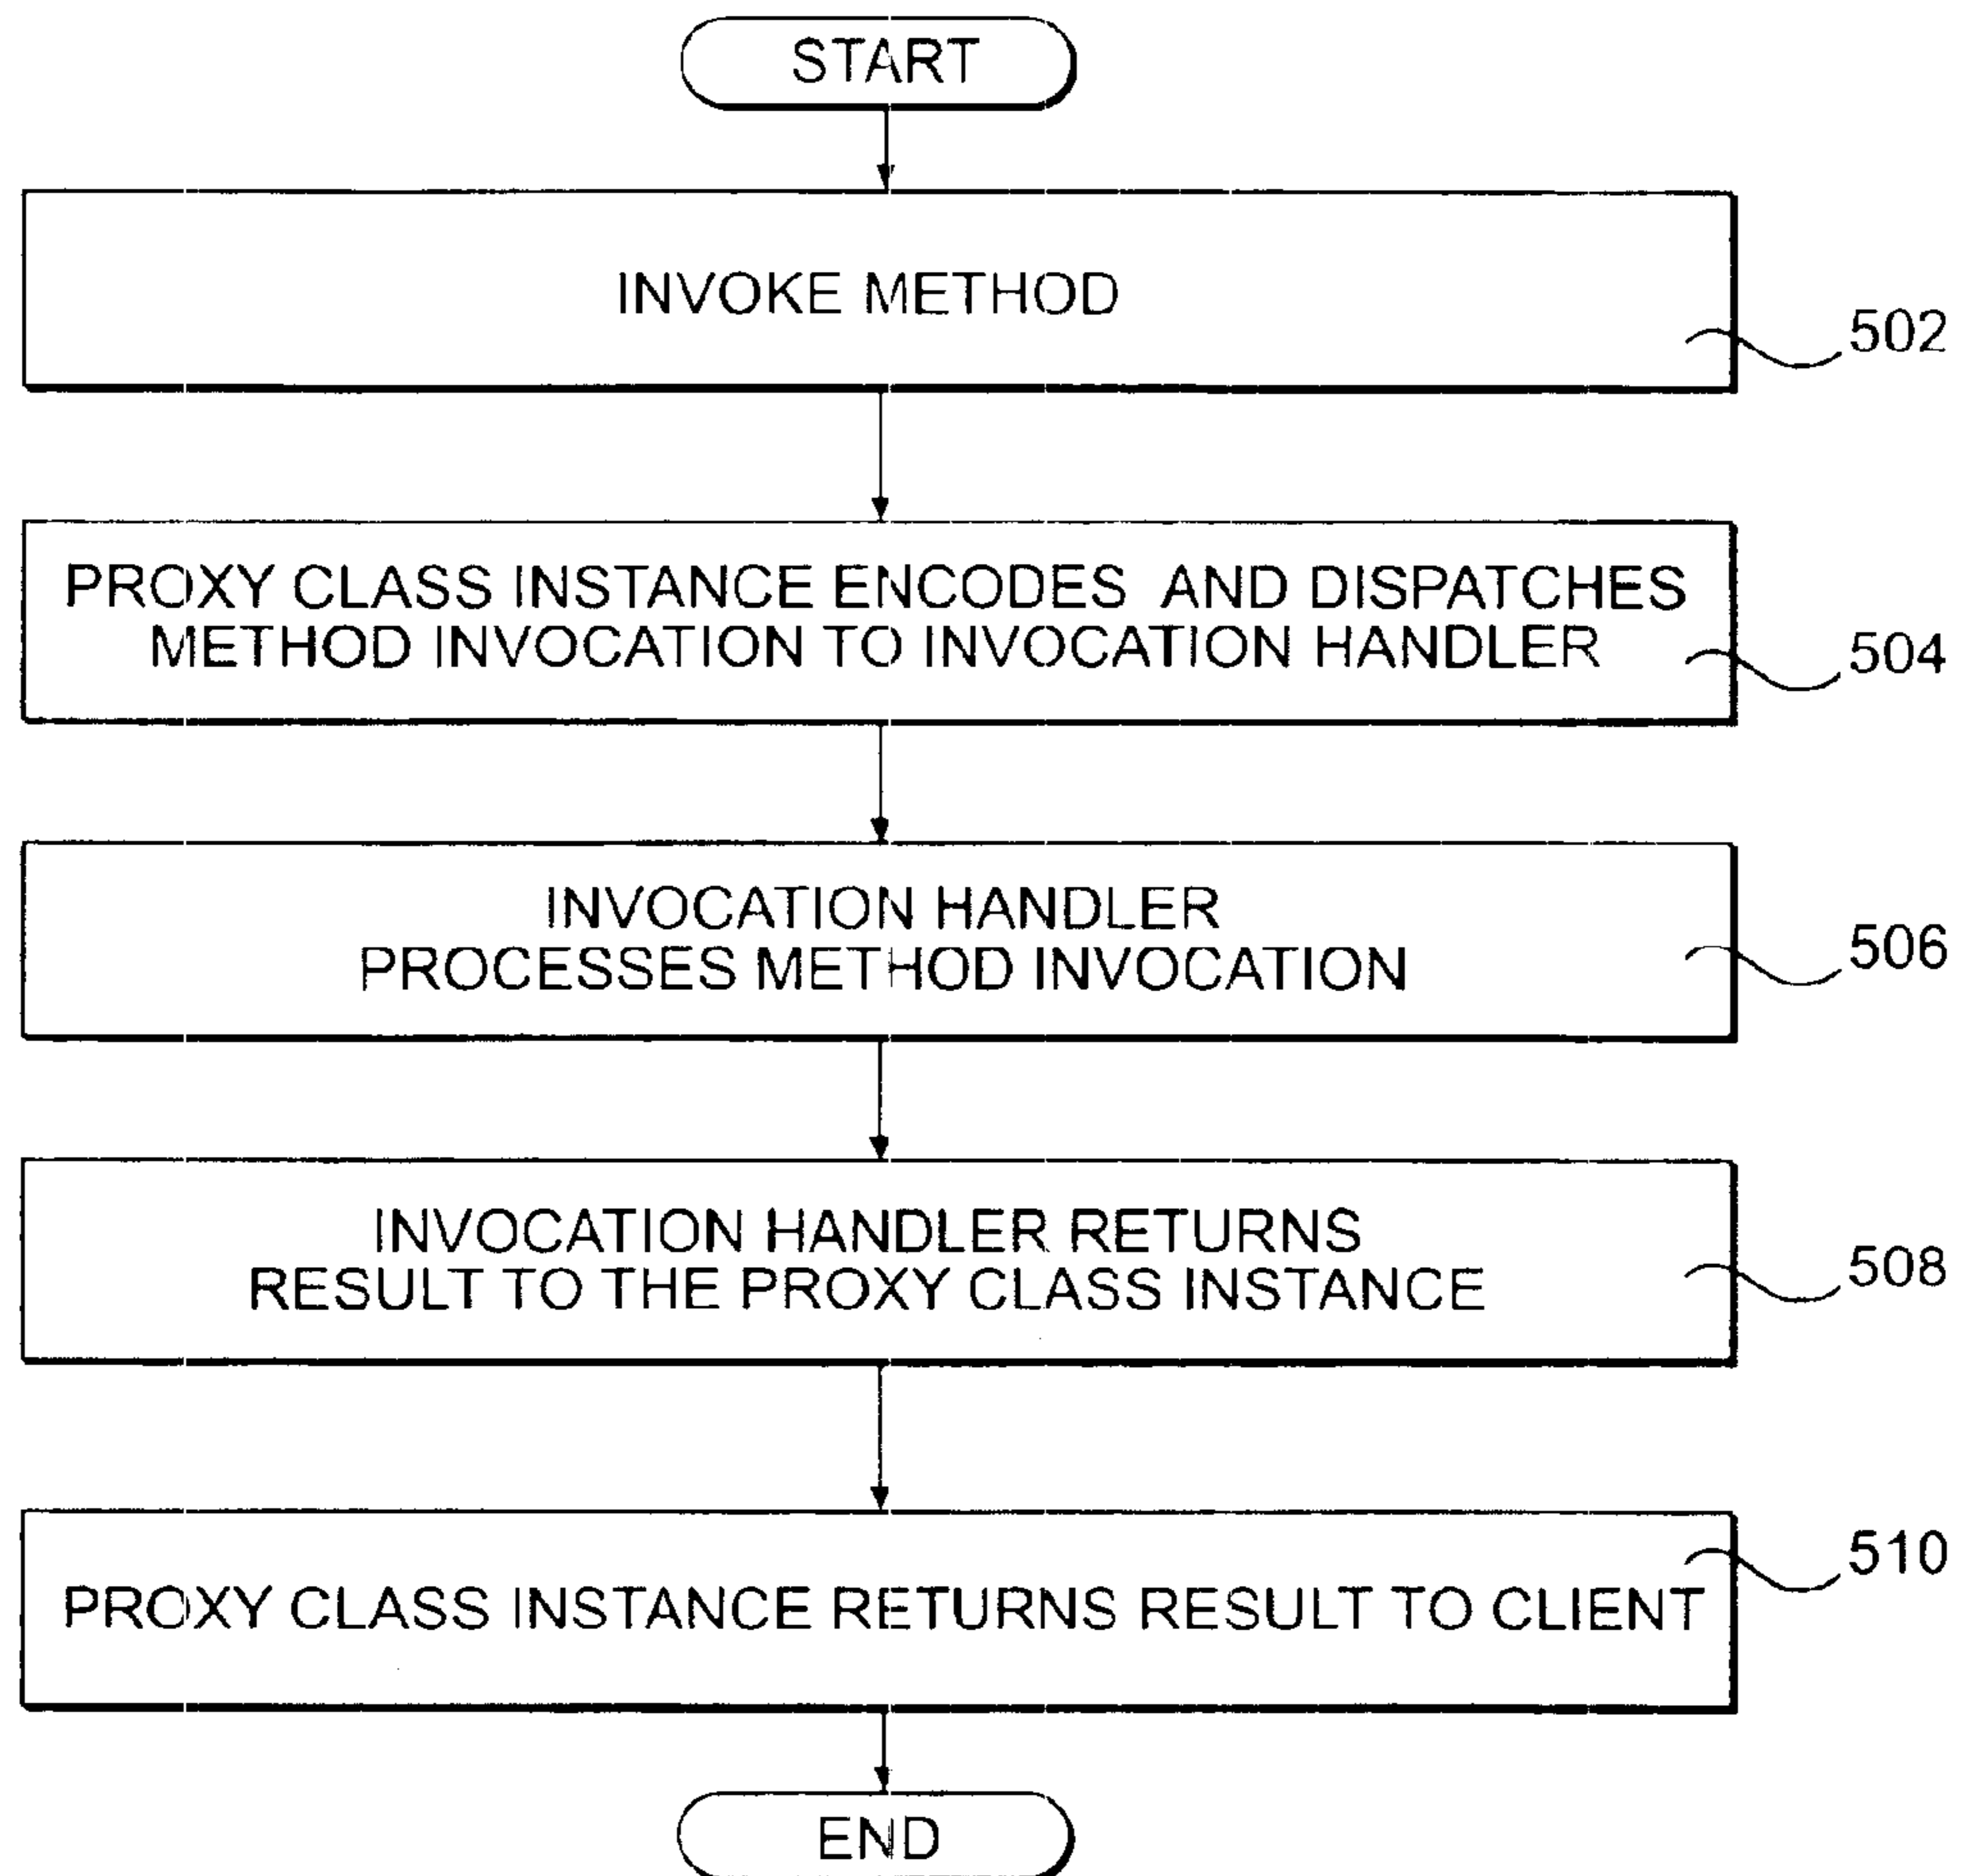 START
INVOKE METHOD
502
PROXY CLASS INSTANCE ENCODES AND DISPATCHES
METHOD INVOCATION TO INVOCATION HANDLER
504
INVOCATION HANDLER
PROCESSES METHOD INVOCATION
506
INVOCATION HANDLER RETURNS
RESULT TO THE PROXY CLASS INSTANCE
508
PROXY CLASS INSTANCE RETURNS RESULT TO CLIENT
510
END